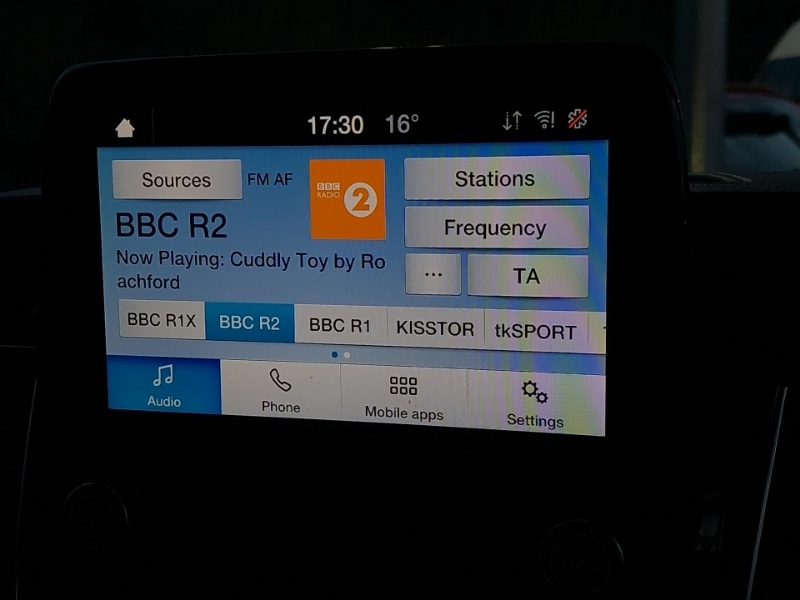 17:30 16°
Sources FM AF
BBC
RADIO 2
Stations
BBC R2
Frequency
Now Playing: Cuddly Toy by Ro
achford
... TA
BBC R1X BBC R2 BBC R1 KISSTOR tkSPORT
Audio Phone Mobile apps Settings